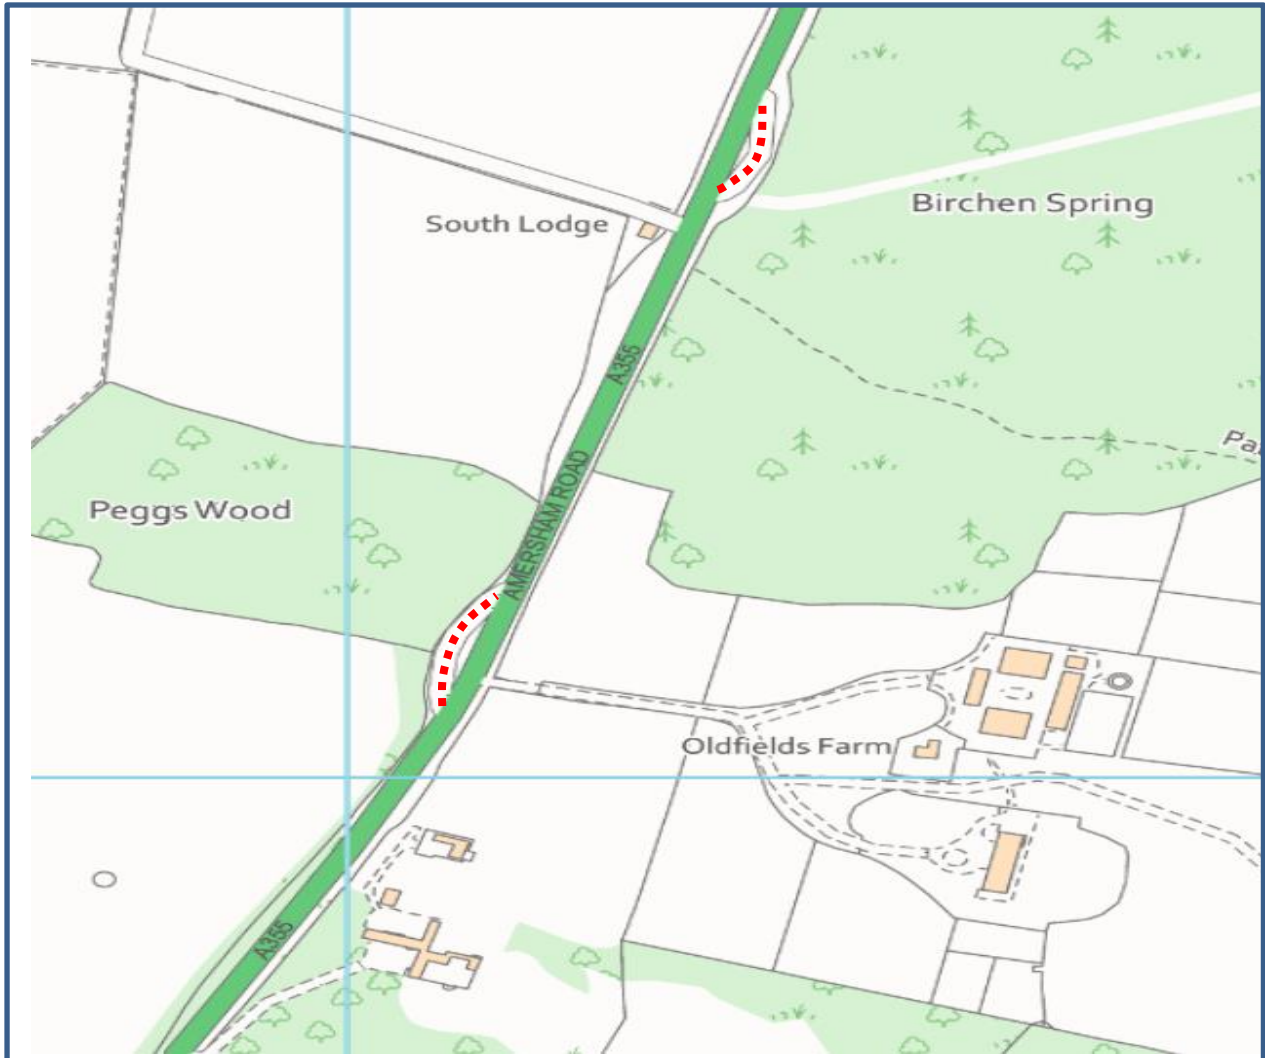 Birchen Spring
South Lodge
A355
Peggs Wood
AMERSHAM ROAD
Oldfields Farm
A355